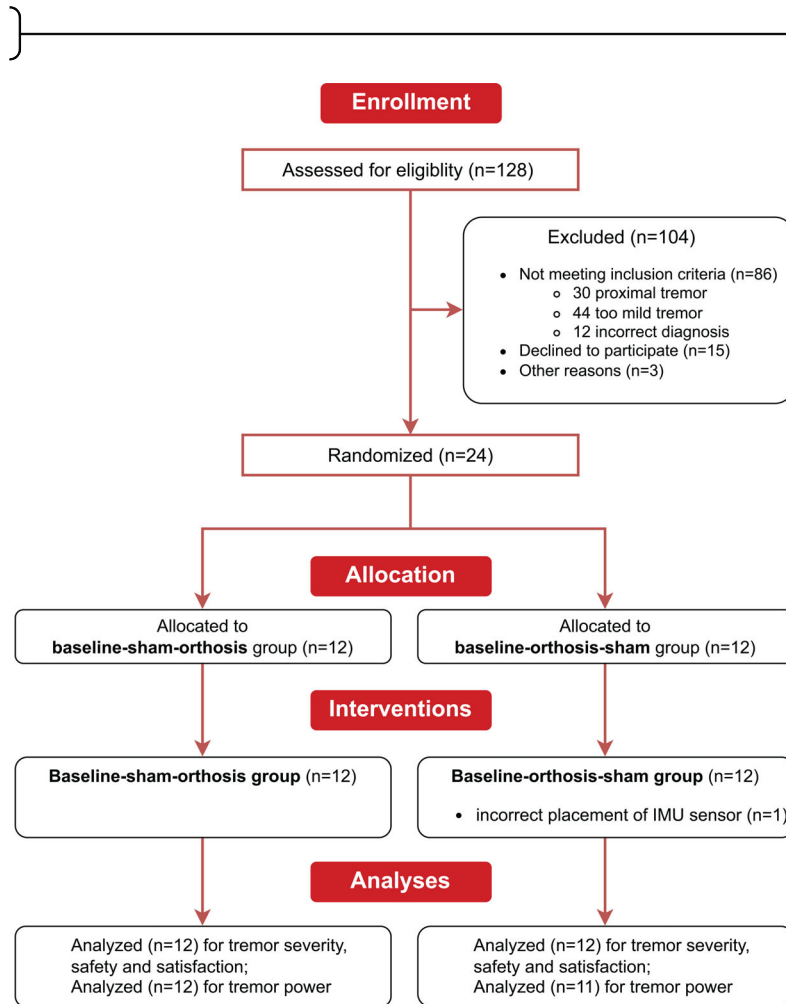 Enrollment
Assessed for eligiblity (n=128)
Excluded (n=104)
• Not meeting inclusion criteria (n=86)
o 30 proximal tremor
o 44 too mild tremor
o 12 incorrect diagnosis
• Declined to participate (n=15)
• Other reasons (n=3)
Randomized (n=24)
Allocation
Allocated to
baseline-sham-orthosis group (n=12)
Allocated to
baseline-orthosis-sham group (n=12)
Interventions
Baseline-sham-orthosis group (n=12)
Baseline-orthosis-sham group (n=12)
• incorrect placement of IMU sensor (n=1)
Analyses
Analyzed (n=12) for tremor severity,
safety and satisfaction;
Analyzed (n=12) for tremor power
Analyzed (n=12) for tremor severity,
safety and satisfaction;
Analyzed (n=11) for tremor power